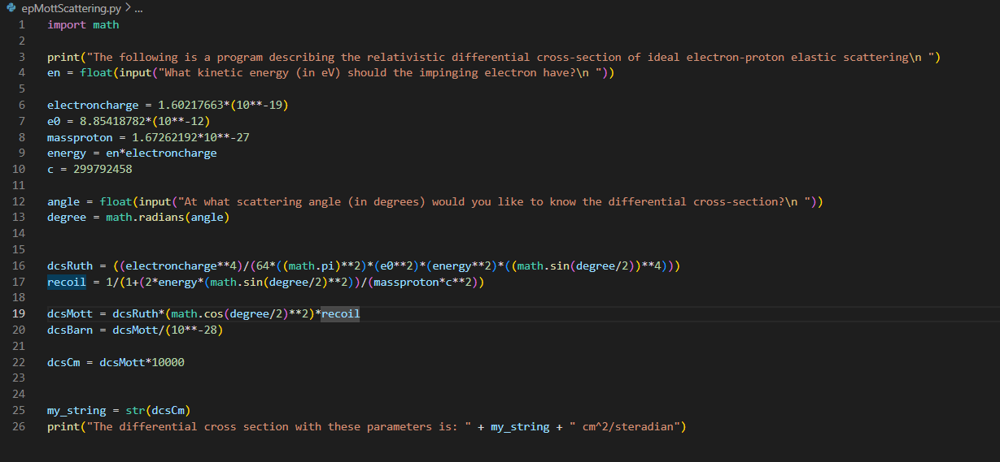 epMottScattering.py > ...
1 import math
2
3 print("The following is a program describing the relativistic differential cross-section of ideal electron-proton elastic scattering\n ")
4 en = float(input("What kinetic energy (in eV) should the impinging electron have?\n "))
5
6 electroncharge = 1.60217663*(10**-19)
7 e0 = 8.85418782*(10**-12)
8 massproton = 1.67262192*10**-27
9 energy = en*electroncharge
10 c = 299792458
11
12 angle = float(input("At what scattering angle (in degrees) would you like to know the differential cross-section?\n "))
13 degree = math.radians(angle)
14
15
16 dcsRuth = ((electroncharge**4)/(64*((math.pi)**2)*(e0**2)*(energy**2)*((math.sin(degree/2))**4)))
17 recoil = 1/(1+(2*energy*(math.sin(degree/2)**2))/(massproton*c**2))
18
19 dcsMott = dcsRuth*(math.cos(degree/2)**2)*recoil
20 dcsBarn = dcsMott/(10**-28)
21
22 dcsCm = dcsMott*10000
23
24
25 my_string = str(dcsCm)
26 print("The differential cross section with these parameters is: " + my_string + " cm^2/steradian")